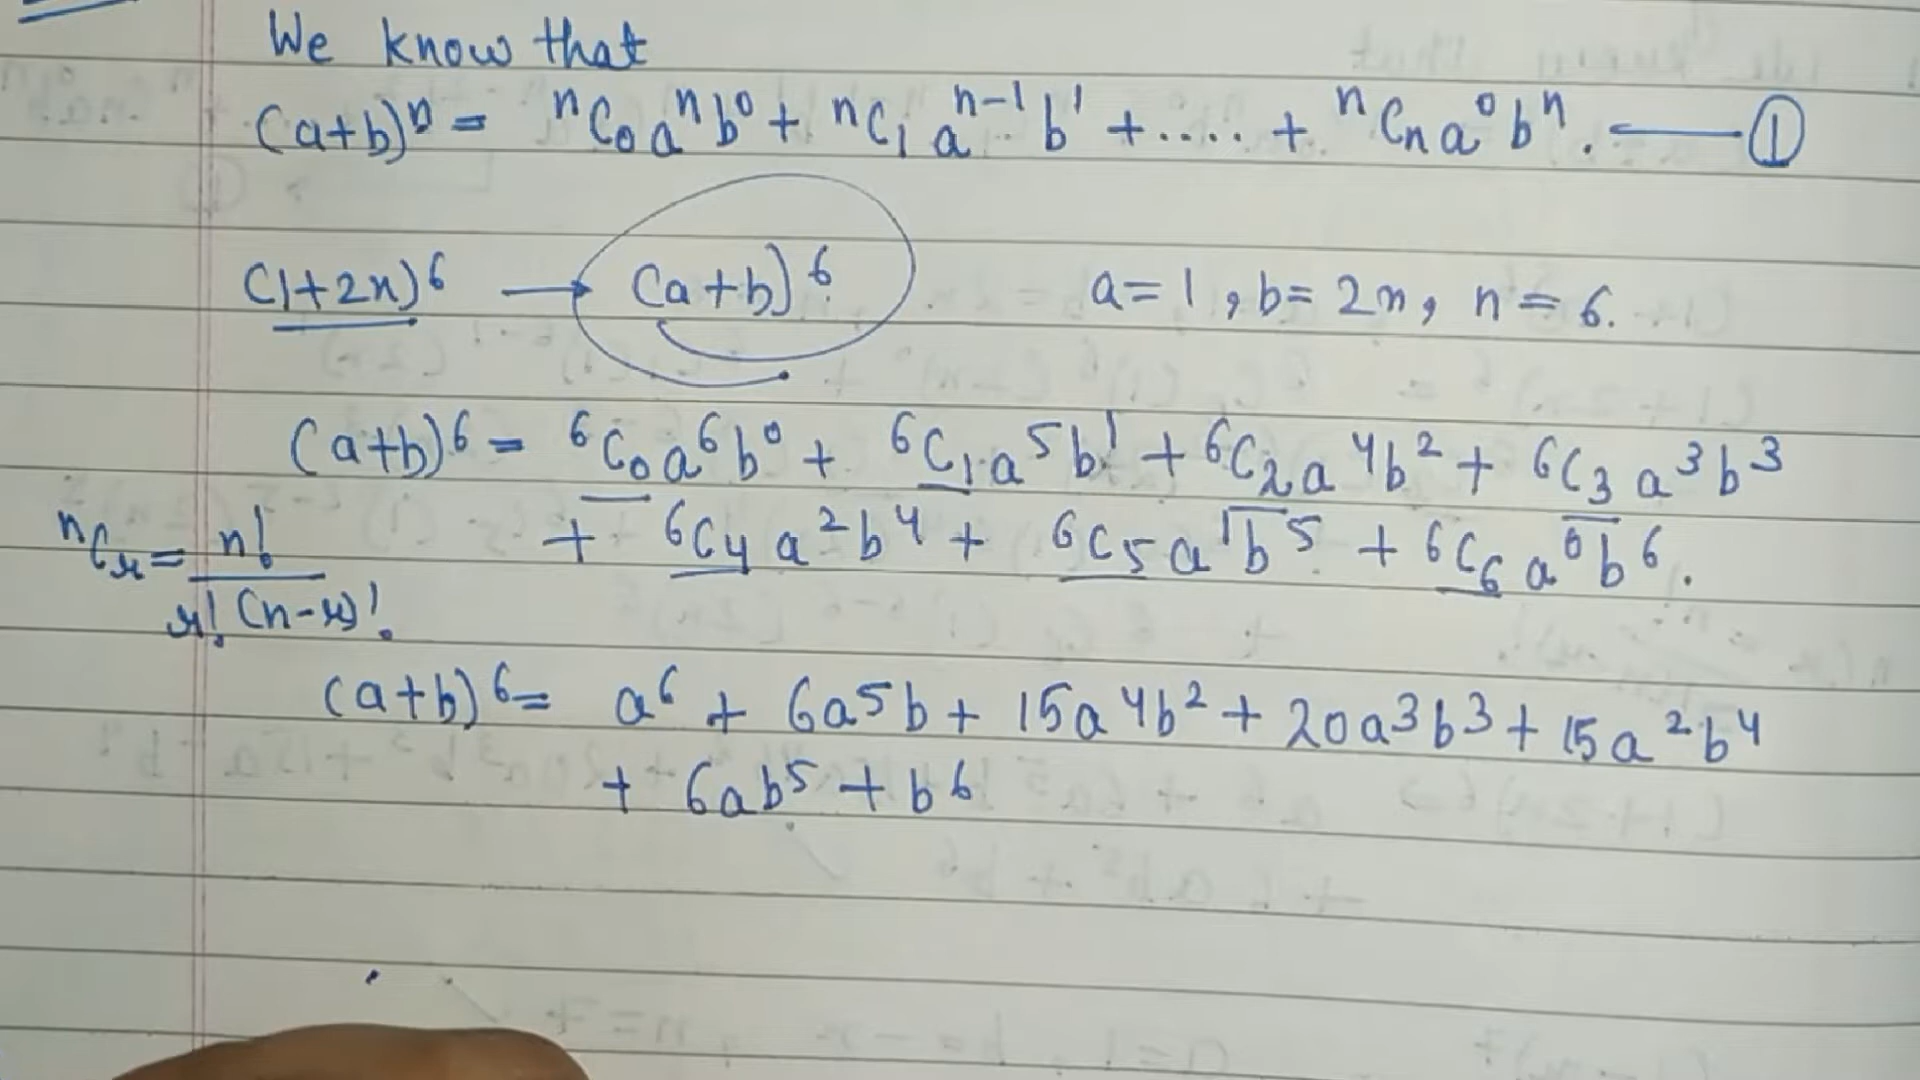 We know that
(a+b)ⁿ = ⁿC₀aⁿb⁰ + ⁿC₁aⁿ⁻¹b¹ + .... + ⁿCₙa⁰bⁿ. —— ①
(1+2x)⁶ → (a+b)⁶ a=1, b=2x, n=6.
(a+b)⁶ = ⁶C₀a⁶b⁰ + ⁶C₁a⁵b¹ + ⁶C₂a⁴b² + ⁶C₃a³b³
+ ⁶C₄a²b⁴ + ⁶C₅a¹b⁵ + ⁶C₆a⁰b⁶.
ⁿCᵣ = n! / r!(n-r)!.
(a+b)⁶ = a⁶ + 6a⁵b + 15a⁴b² + 20a³b³ + 15a²b⁴
+ 6ab⁵ + b⁶